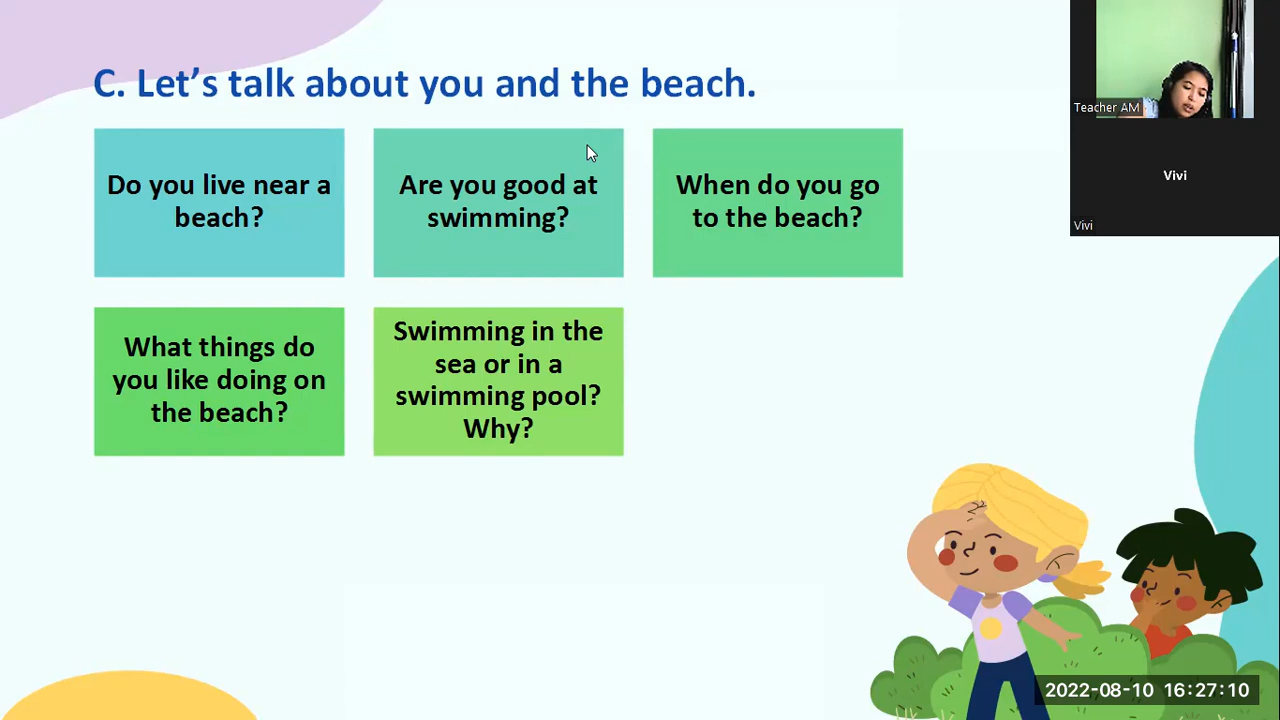 C. Let's talk about you and the beach.
Do you live near a
beach?
Are you good at
swimming?
When do you go
to the beach?
What things do
you like doing on
the beach?
Swimming in the
sea or in a
swimming pool?
Why?
Teacher AM
Vivi
Vivi
2022-08-10 16:27:10